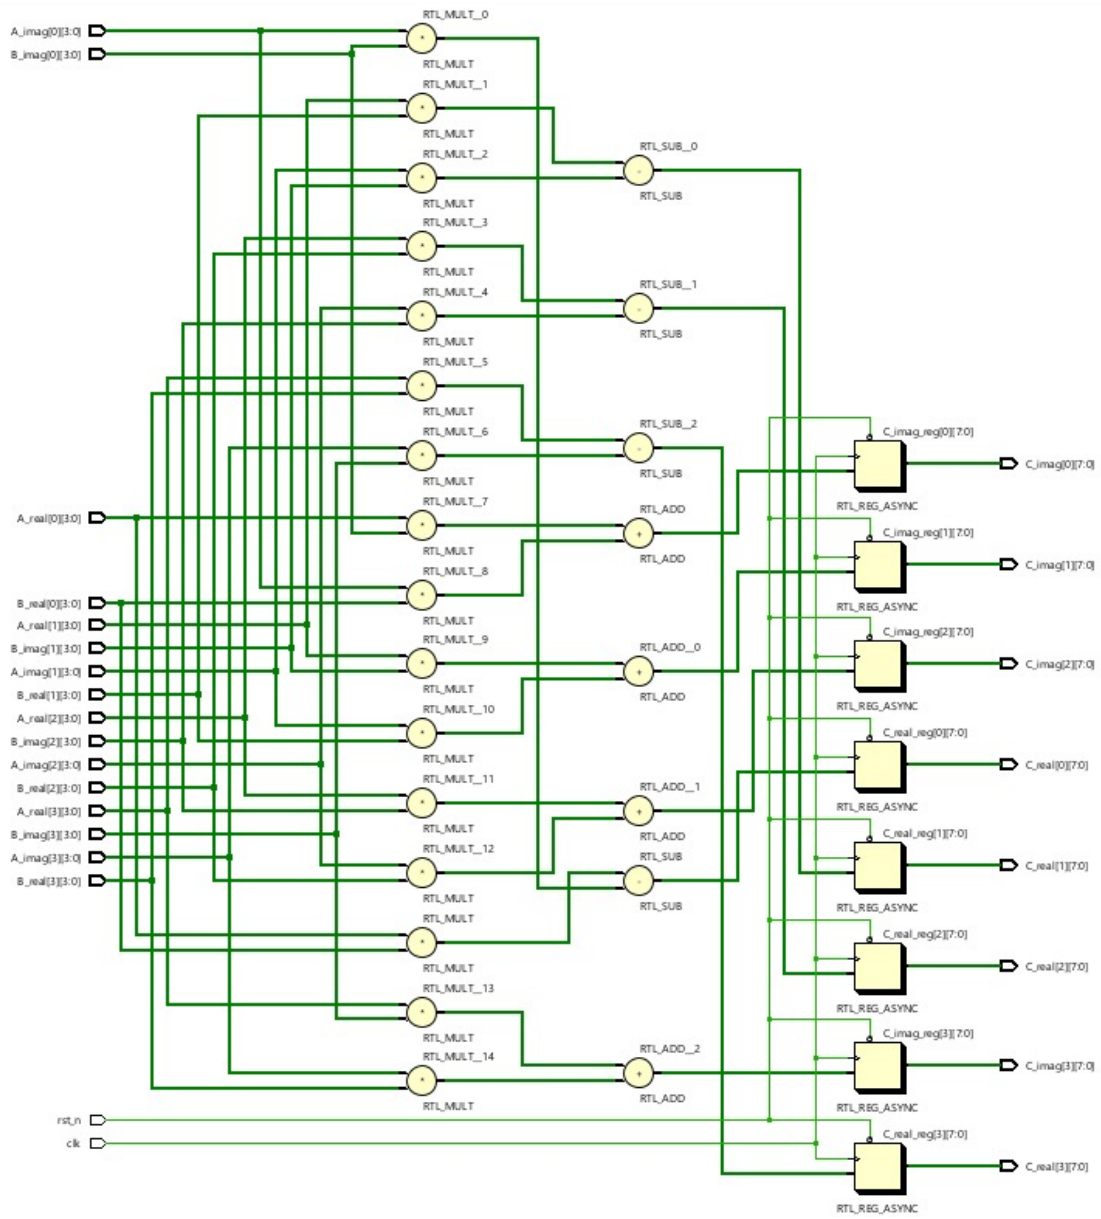 A_imag[0][3:0]
B_imag[0][3:0]
RTL_MULT__0
*
RTL_MULT
RTL_MULT__1
*
RTL_MULT
RTL_MULT__2
*
RTL_MULT
RTL_SUB__0
-
RTL_SUB
RTL_MULT__3
*
RTL_MULT
RTL_MULT__4
*
RTL_MULT
RTL_SUB__1
-
RTL_SUB
RTL_MULT__5
*
RTL_MULT
RTL_MULT__6
*
RTL_MULT
RTL_SUB__2
-
RTL_SUB
C_imag_reg[0][7:0]
C_imag[0][7:0]
RTL_REG_ASYNC
A_real[0][3:0]
RTL_MULT__7
*
RTL_MULT
RTL_ADD
+
RTL_ADD
C_imag_reg[1][7:0]
C_imag[1][7:0]
RTL_REG_ASYNC
RTL_MULT__8
*
RTL_MULT
B_real[0][3:0]
A_real[1][3:0]
B_imag[1][3:0]
A_imag[1][3:0]
B_real[1][3:0]
A_real[2][3:0]
B_imag[2][3:0]
A_imag[2][3:0]
B_real[2][3:0]
A_real[3][3:0]
B_imag[3][3:0]
A_imag[3][3:0]
B_real[3][3:0]
RTL_MULT__9
*
RTL_MULT
RTL_ADD__0
+
RTL_ADD
C_imag_reg[2][7:0]
C_imag[2][7:0]
RTL_REG_ASYNC
RTL_MULT__10
*
RTL_MULT
C_real_reg[0][7:0]
C_real[0][7:0]
RTL_REG_ASYNC
RTL_MULT__11
*
RTL_MULT
RTL_ADD__1
+
RTL_ADD
RTL_MULT__12
*
RTL_MULT
RTL_SUB
-
RTL_SUB
C_real_reg[1][7:0]
C_real[1][7:0]
RTL_REG_ASYNC
*
RTL_MULT
C_real_reg[2][7:0]
C_real[2][7:0]
RTL_REG_ASYNC
RTL_MULT__13
*
RTL_MULT
RTL_MULT__14
*
RTL_MULT
RTL_ADD__2
+
RTL_ADD
C_imag_reg[3][7:0]
C_imag[3][7:0]
RTL_REG_ASYNC
rst_n
clk
C_real_reg[3][7:0]
C_real[3][7:0]
RTL_REG_ASYNC